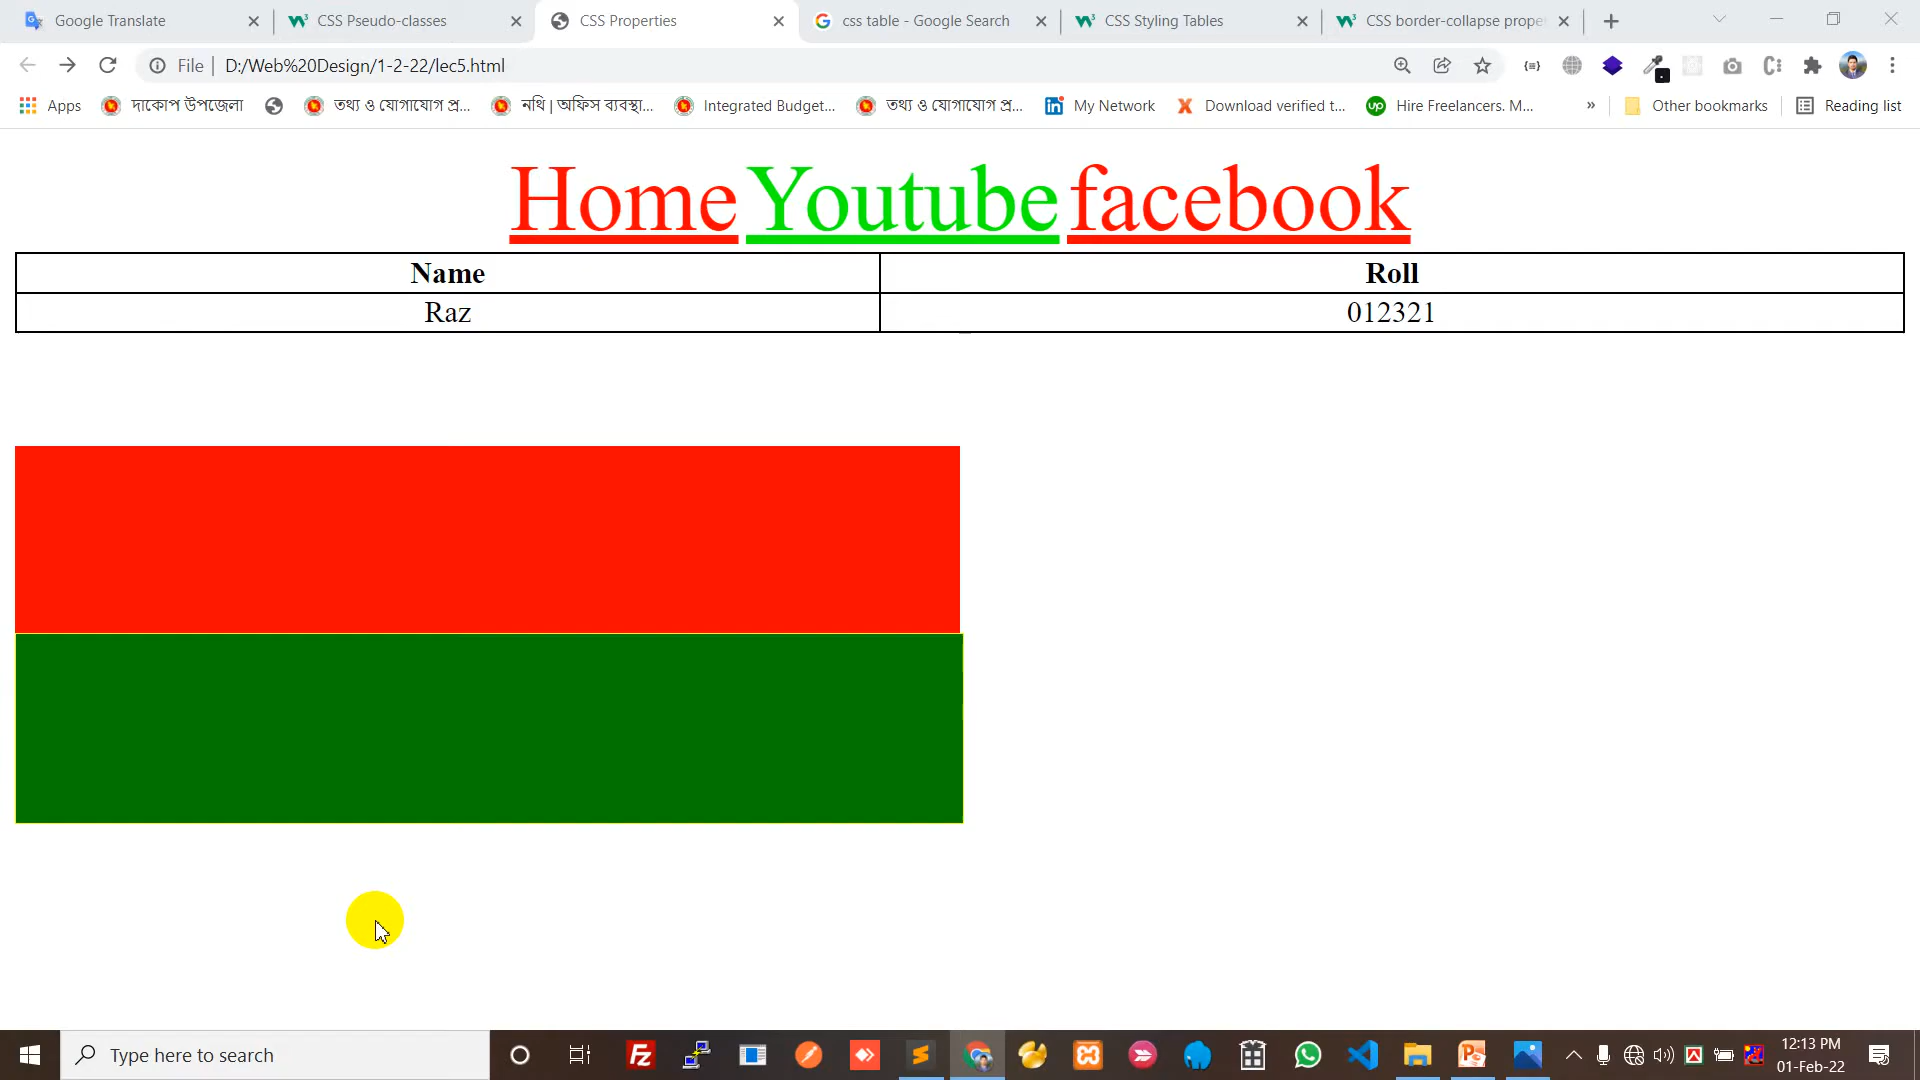 Google Translate
CSS Pseudo-classes
CSS Properties
css table - Google Search
CSS Styling Tables
CSS border-collapse prope
File
D:/Web%20Design/1-2-22/lec5.html
Apps
দাকোপ উপজেলা
তথ্য ও যোগাযোগ প্র...
নথি | অফিস ব্যবস্থা...
Integrated Budget...
তথ্য ও যোগাযোগ প্র...
My Network
Download verified t...
Hire Freelancers. M...
»
Other bookmarks
Reading list
Home Youtube facebook
Name Roll
Raz 012321
Type here to search
12:13 PM
01-Feb-22